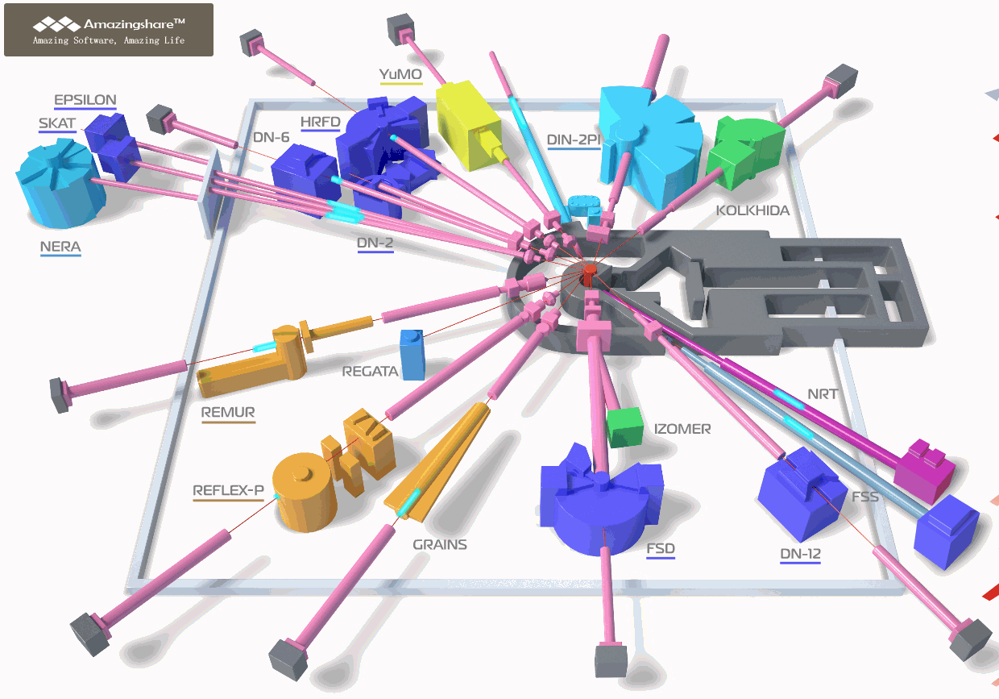 Amazingshare™
Amazing Software, Amazing Life
YuMO
EPSILON
SKAT
HRFD
DN-6
DIN-2PI
KOLKHIDA
NERA
DN-2
REGATA
REMUR
NRT
IZOMER
REFLEX-P
FSS
GRAINS
FSD
DN-12